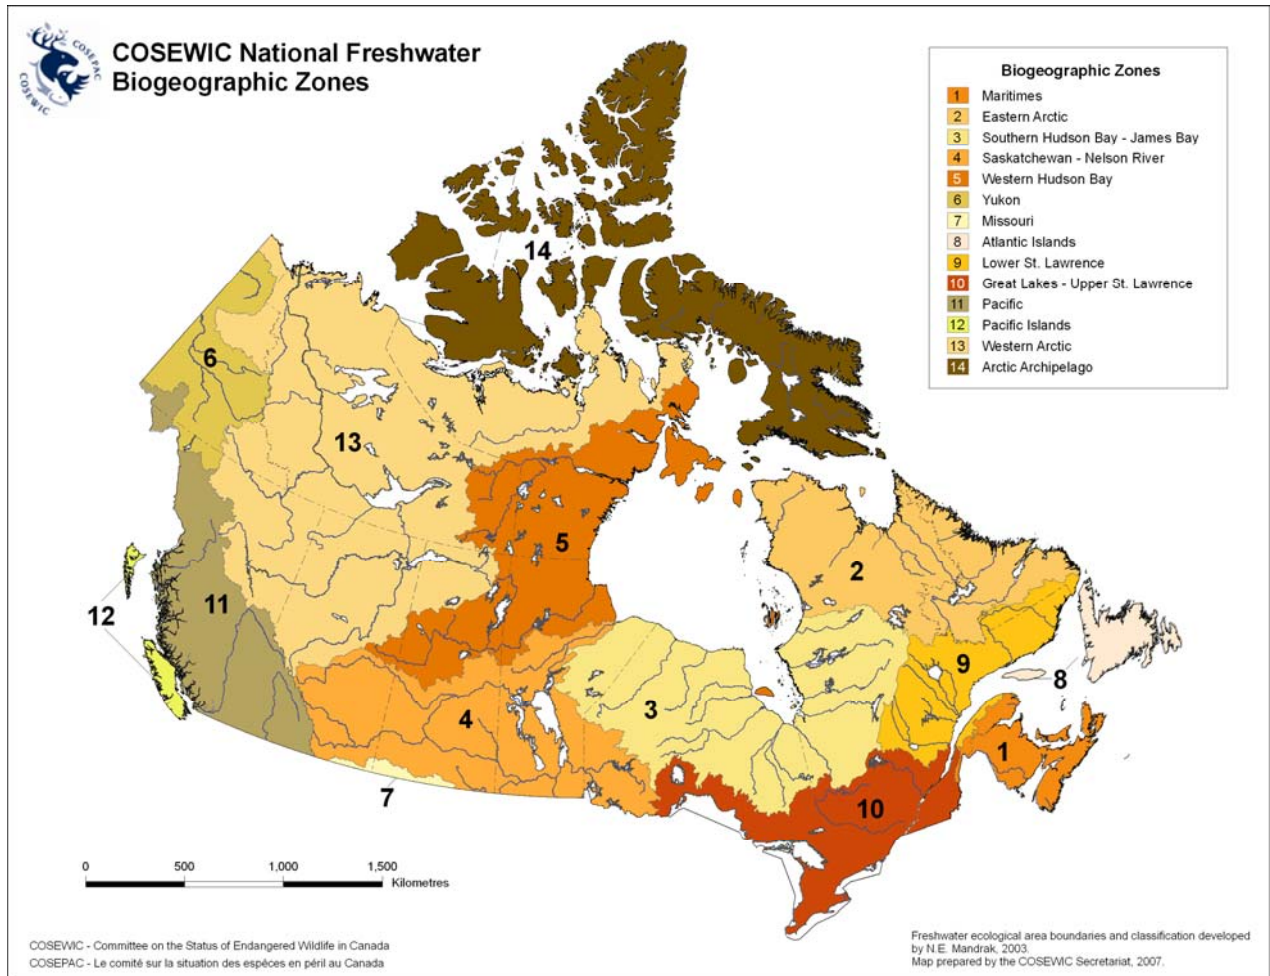 COSEWIC National Freshwater
Biogeographic Zones
COSEPAC
COSEWIC
Biogeographic Zones
1 Maritimes
2 Eastern Arctic
3 Southern Hudson Bay - James Bay
4 Saskatchewan - Nelson River
5 Western Hudson Bay
6 Yukon
7 Missouri
8 Atlantic Islands
9 Lower St. Lawrence
10 Great Lakes - Upper St. Lawrence
11 Pacific
12 Pacific Islands
13 Western Arctic
14 Arctic Archipelago
14
6
13
5
2
12
11
9
8
4
3
1
7
10
0 500 1,000 1,500
Kilometres
COSEWIC - Committee on the Status of Endangered Wildlife in Canada
COSEPAC - Le comité sur la situation des espèces en péril au Canada
Freshwater ecological area boundaries and classification developed
by N.E. Mandrak, 2003.
Map prepared by the COSEWIC Secretariat, 2007.